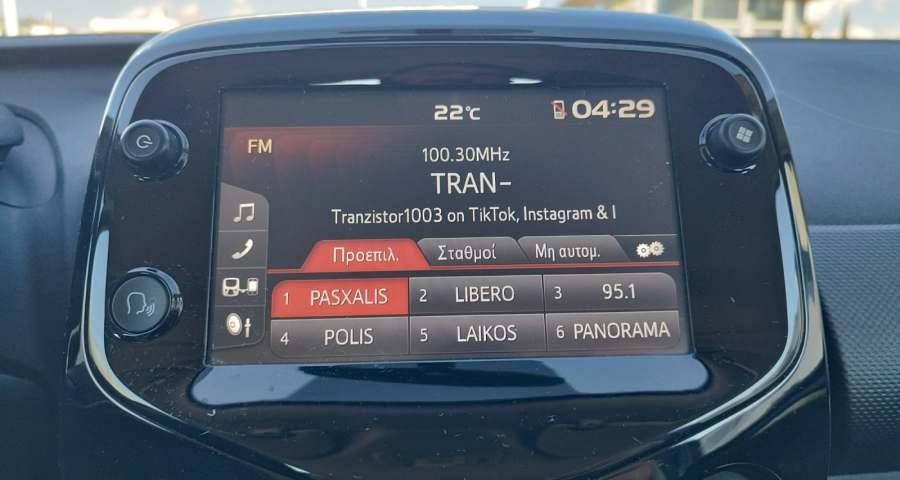 22°C 04:29
FM
100.30MHz
TRAN-
Tranzistor1003 on TikTok, Instagram & I
Προεπιλ. Σταθμοί Μη αυτομ.
1 PASXALIS 2 LIBERO 3 95.1
4 POLIS 5 LAIKOS 6 PANORAMA